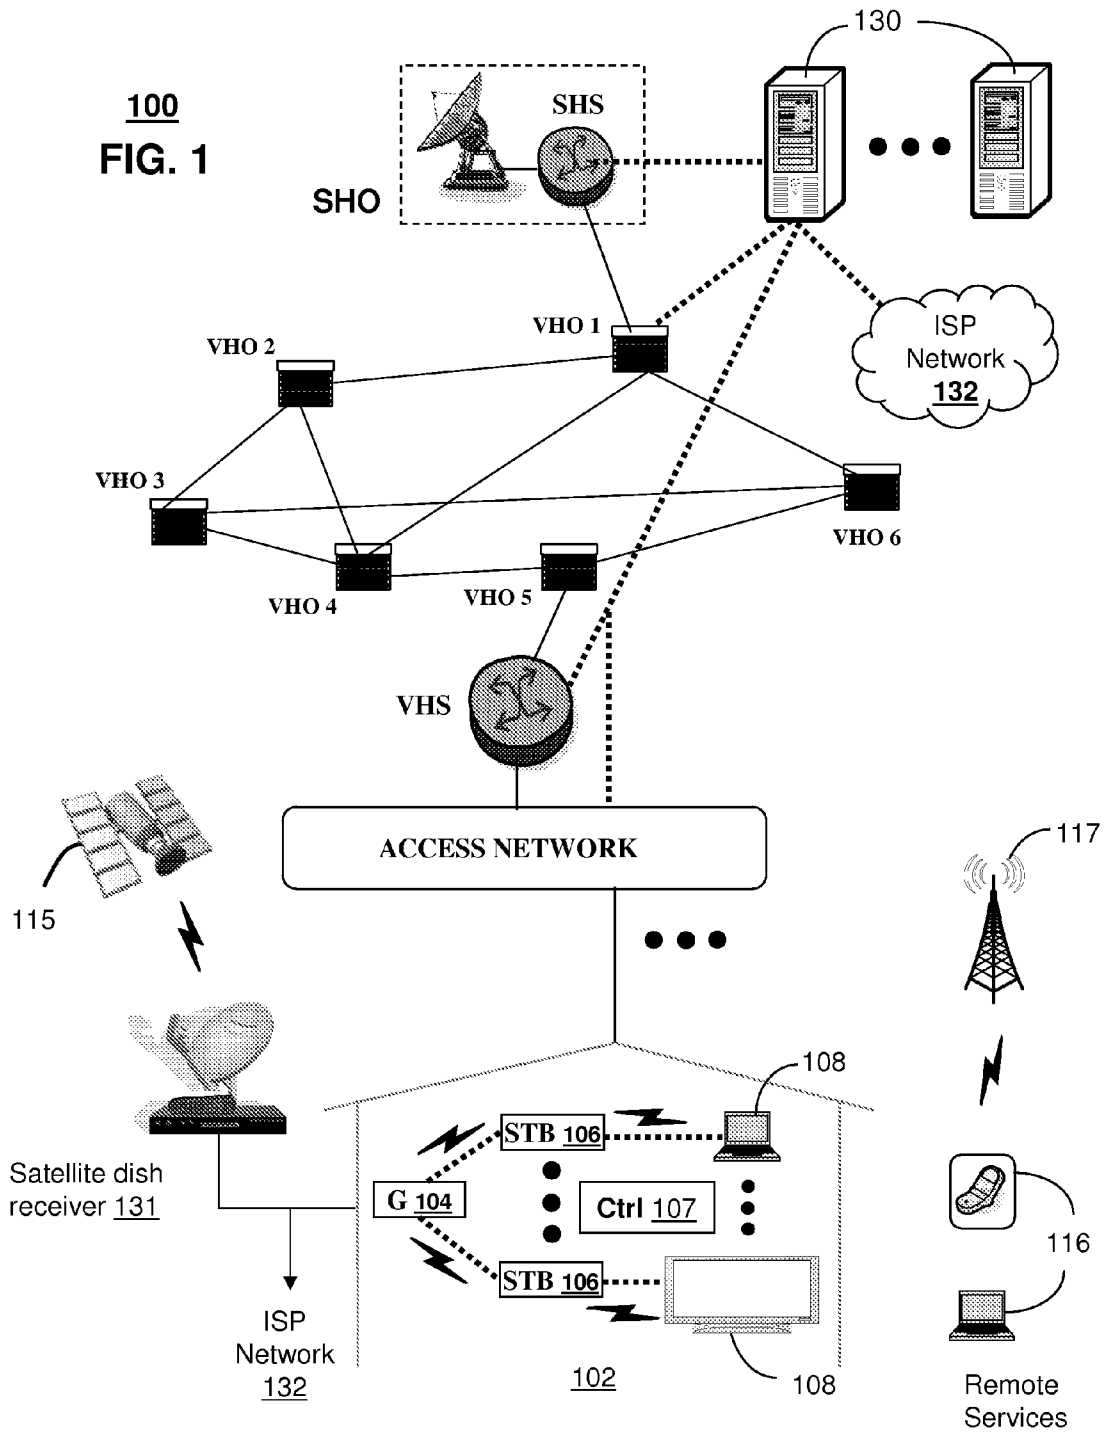 130
100
FIG. 1
SHS
SHO
ISP
Network
132
VHO 1
VHO 2
VHO 3
VHO 6
VHO 4
VHO 5
VHS
ACCESS NETWORK
117
115
108
STB 106
Satellite dish
receiver 131
G 104
Ctrl 107
116
STB 106
ISP
Network
132
102
108
Remote
Services